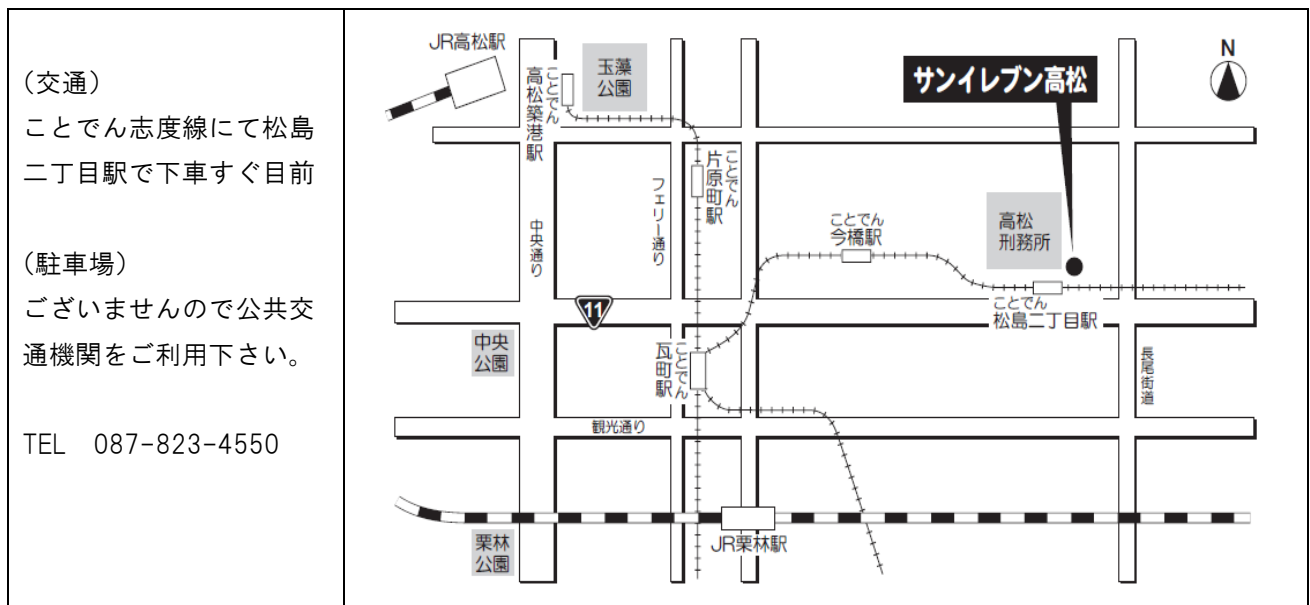 (交通)
ことでん志度線にて松島
二丁目駅で下車すぐ目前
(駐車場)
ございませんので公共交
通機関をご利用下さい。
TEL　087-823-4550
JR高松駅
ことでん
高松築港駅
玉藻
公園
サンイレブン高松
N
ことでん
片原町駅
フェリー通り
中央通り
ことでん
今橋駅
高松
刑務所
11
ことでん
松島二丁目駅
中央
公園
ことでん
瓦町駅
長尾街道
観光通り
栗林
公園
JR栗林駅